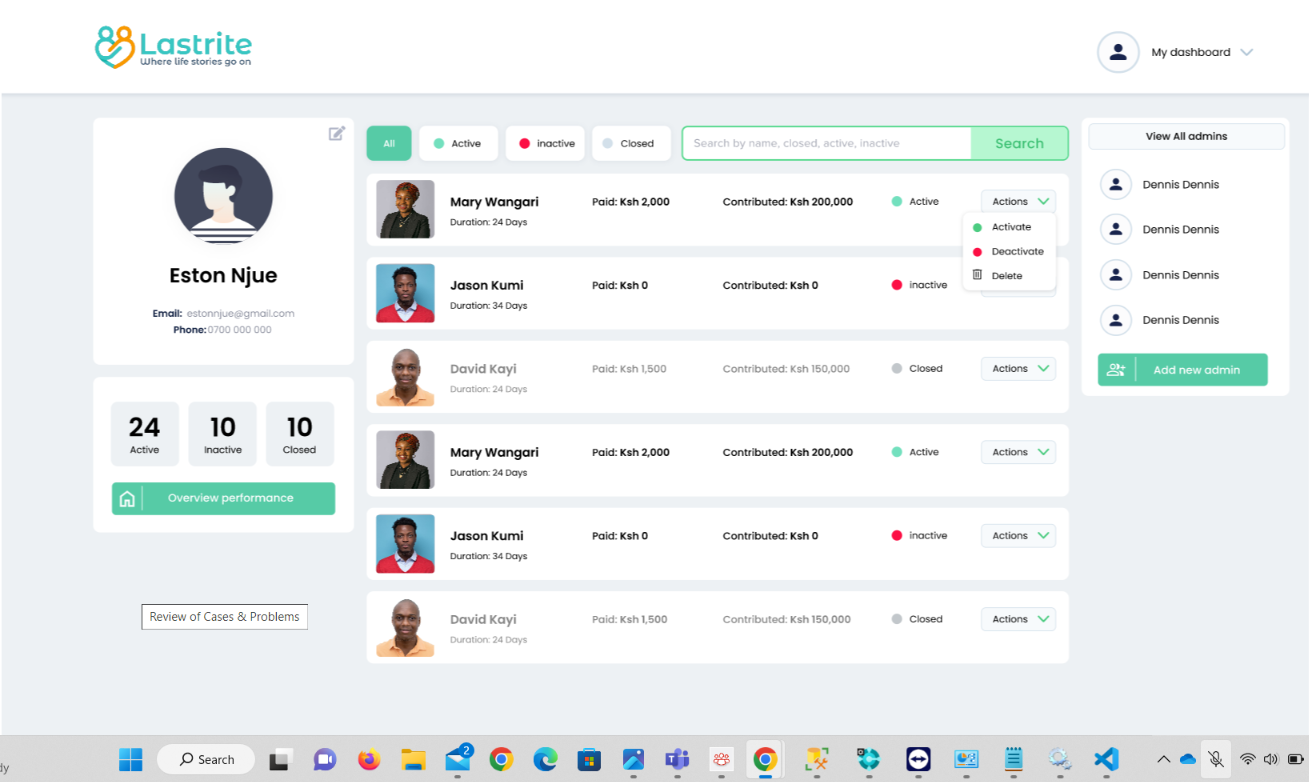 Lastrite
Where life stories go on
My dashboard
Eston Njue
Email: estonnjue@gmail.com
Phone: 0700 000 000
24
Active
10
Inactive
10
Closed
Overview performance
Review of Cases & Problems
All
Active
inactive
Closed
Search by name, closed, active, inactive
Search
Mary Wangari
Duration: 24 Days
Paid: Ksh 2,000
Contributed: Ksh 200,000
Active
Actions
Activate
Deactivate
Delete
Jason Kumi
Duration: 34 Days
Paid: Ksh 0
Contributed: Ksh 0
inactive
David Kayi
Duration: 24 Days
Paid: Ksh 1,500
Contributed: Ksh 150,000
Closed
Actions
Mary Wangari
Duration: 24 Days
Paid: Ksh 2,000
Contributed: Ksh 200,000
Active
Actions
Jason Kumi
Duration: 34 Days
Paid: Ksh 0
Contributed: Ksh 0
inactive
Actions
David Kayi
Duration: 24 Days
Paid: Ksh 1,500
Contributed: Ksh 150,000
Closed
Actions
View All admins
Dennis Dennis
Dennis Dennis
Dennis Dennis
Dennis Dennis
Add new admin
Search
2